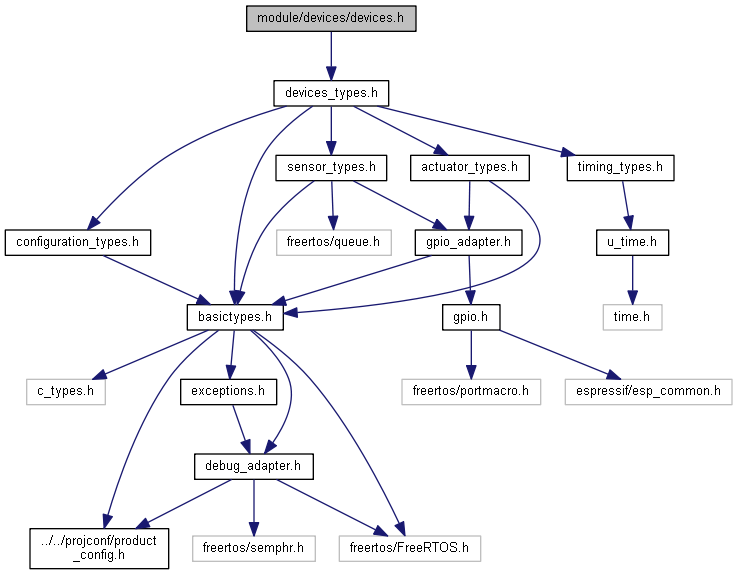 module/devices/devices.h
devices_types.h
sensor_types.h
actuator_types.h
timing_types.h
configuration_types.h
freertos/queue.h
gpio_adapter.h
u_time.h
basictypes.h
gpio.h
time.h
c_types.h
exceptions.h
freertos/portmacro.h
espressif/esp_common.h
debug_adapter.h
../../projconf/product
_config.h
freertos/semphr.h
freertos/FreeRTOS.h